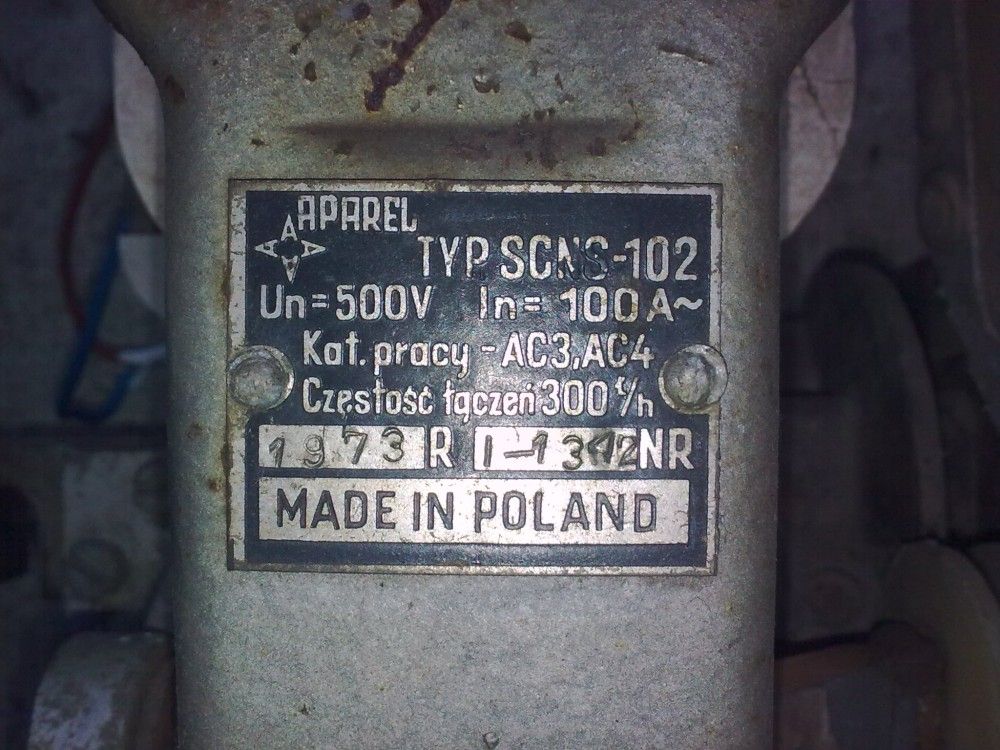 APAREL
A A A A
TYP SCNS-102
Un=500V In=100A~
Kat. pracy - AC3, AC4
Częstość łączeń 300 c/h
1973 R I-1342 NR
MADE IN POLAND